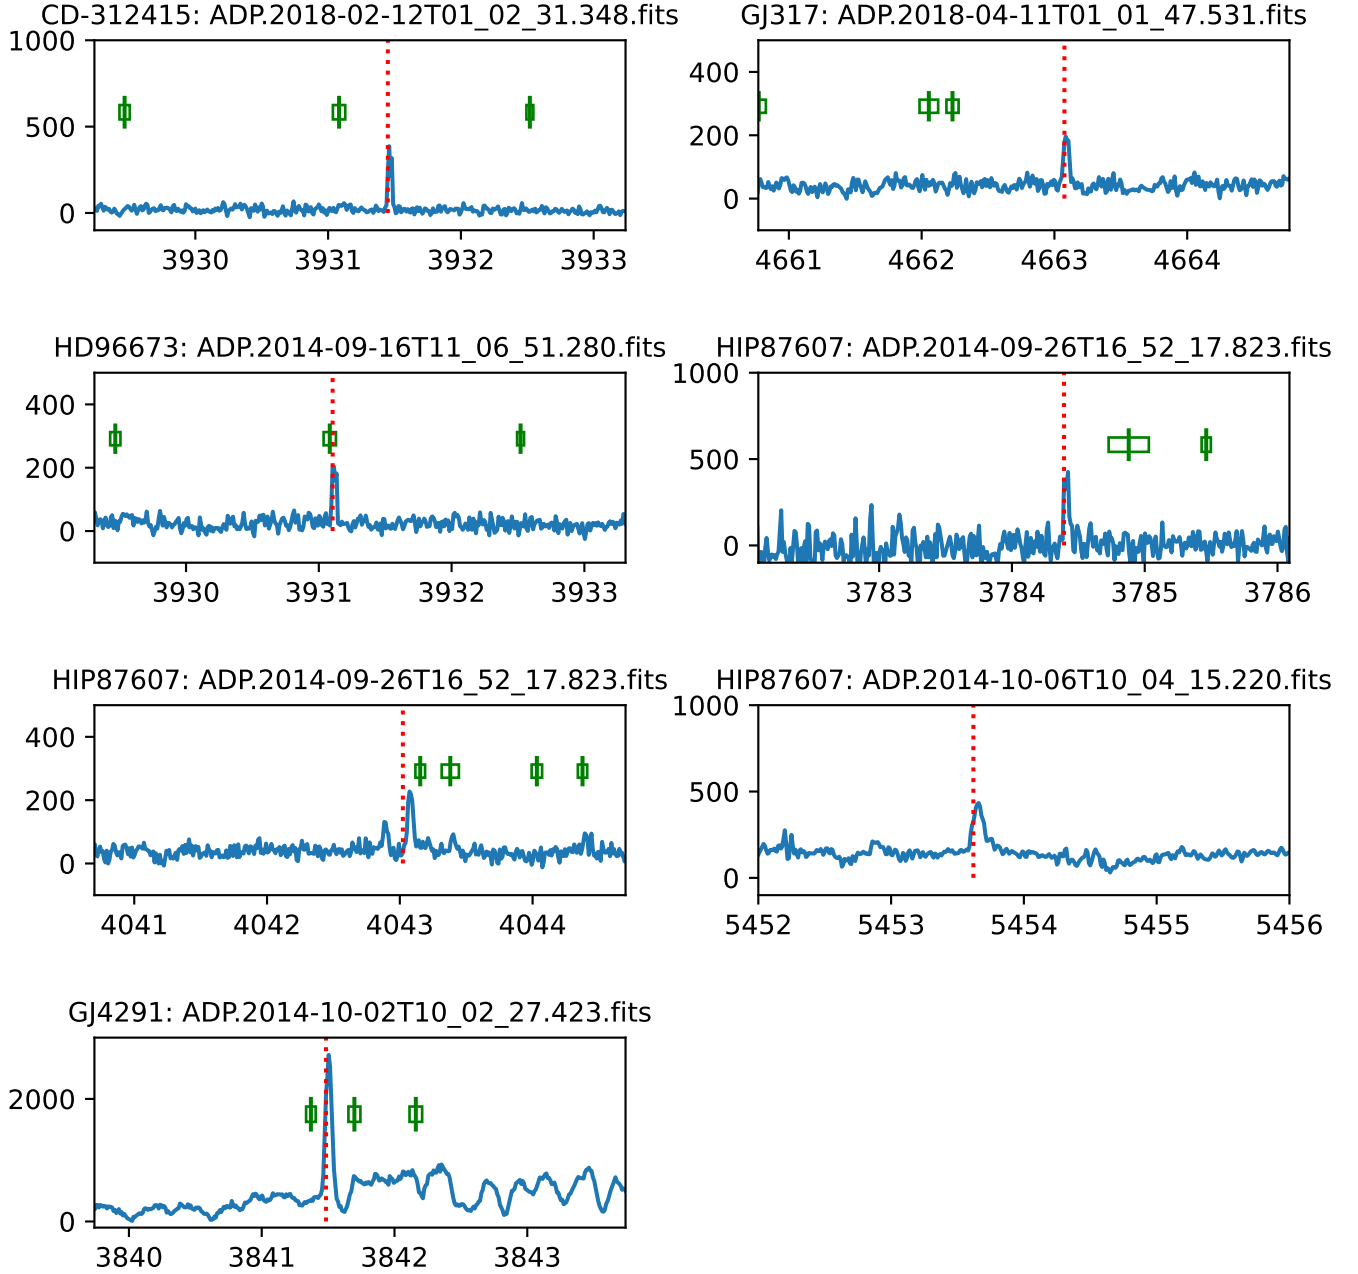 CD-312415: ADP.2018-02-12T01_02_31.348.fits
1000
500
0
3930 3931 3932 3933
GJ317: ADP.2018-04-11T01_01_47.531.fits
400
200
0
4661 4662 4663 4664
HD96673: ADP.2014-09-16T11_06_51.280.fits
400
200
0
3930 3931 3932 3933
HIP87607: ADP.2014-09-26T16_52_17.823.fits
1000
500
0
3783 3784 3785 3786
HIP87607: ADP.2014-09-26T16_52_17.823.fits
400
200
0
4041 4042 4043 4044
HIP87607: ADP.2014-10-06T10_04_15.220.fits
1000
500
0
5452 5453 5454 5455 5456
GJ4291: ADP.2014-10-02T10_02_27.423.fits
2000
0
3840 3841 3842 3843